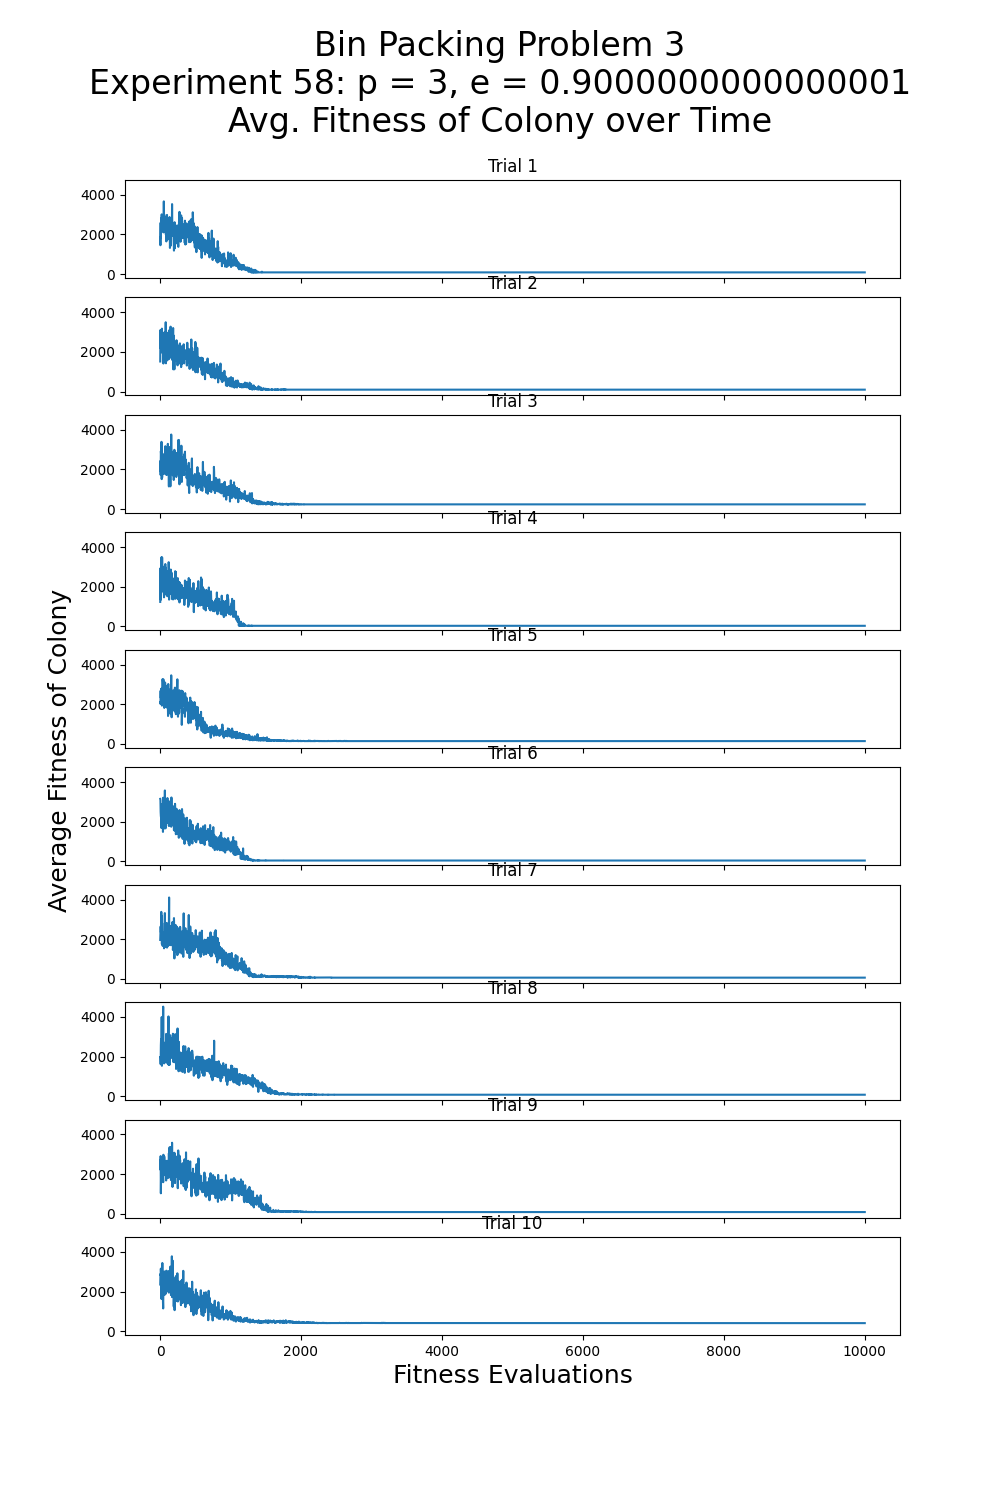 Bin Packing Problem 3
Experiment 58: p = 3, e = 0.9000000000000001
Avg. Fitness of Colony over Time
Trial 1
4000
2000
0
Trial 2
4000
2000
0
Trial 3
4000
2000
0
Trial 4
4000
2000
0
Trial 5
4000
2000
0
Trial 6
4000
2000
0
Trial 7
4000
2000
0
Trial 8
4000
2000
0
Trial 9
4000
2000
0
Trial 10
4000
2000
0
0 2000 4000 6000 8000 10000
Fitness Evaluations
Average Fitness of Colony